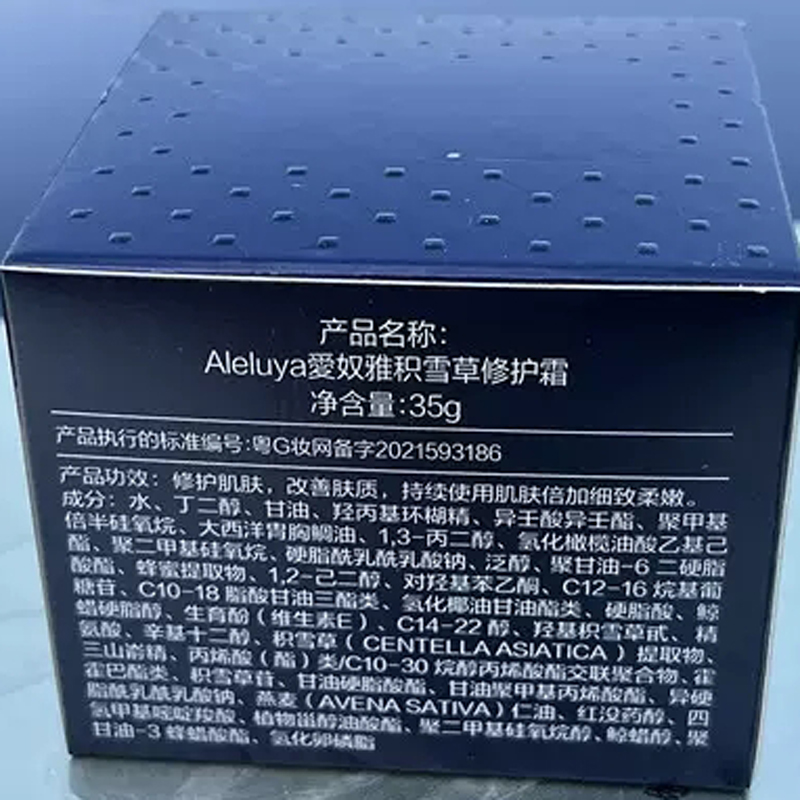 产品名称：
Aleluya愛奴雅积雪草修护霜
净含量:35g
产品执行的标准编号:粤G妆网备字2021593186
产品功效：修护肌肤，改善肤质，持续使用肌肤倍加细致柔嫩。
成分：水、丁二醇、甘油、羟丙基环糊精、异壬酸异壬酯、聚甲基
倍半硅氧烷、大西洋胄胸鲷油、1,3-丙二醇、氢化橄榄油酸乙基己
酯、聚二甲基硅氧烷、硬脂酰乳酰乳酸钠、泛醇、聚甘油-6 二硬脂
酸酯、蜂蜜提取物、1,2-己二醇、对羟基苯乙酮、C12-16 烷基葡
糖苷、C10-18 脂酸甘油三酯类、氢化椰油甘油酯类、硬脂酸、鲸
蜡硬脂醇、生育酚（维生素E）、C14-22 醇、羟基积雪草甙、精
氨酸、辛基十二醇、积雪草（CENTELLA ASIATICA）提取物、
三山嵛精、丙烯酸（酯）类/C10-30 烷醇丙烯酸酯交联聚合物、霍
霍巴酯类、积雪草苷、甘油硬脂酸酯、甘油聚甲基丙烯酸酯、异硬
脂酰乳酰乳酸钠、燕麦（AVENA SATIVA）仁油、红没药醇、四
氢甲基嘧啶羧酸、植物甾醇油酸酯、聚二甲基硅氧烷醇、鲸蜡醇、聚
甘油-3 蜂蜡酸酯、氢化卵磷脂